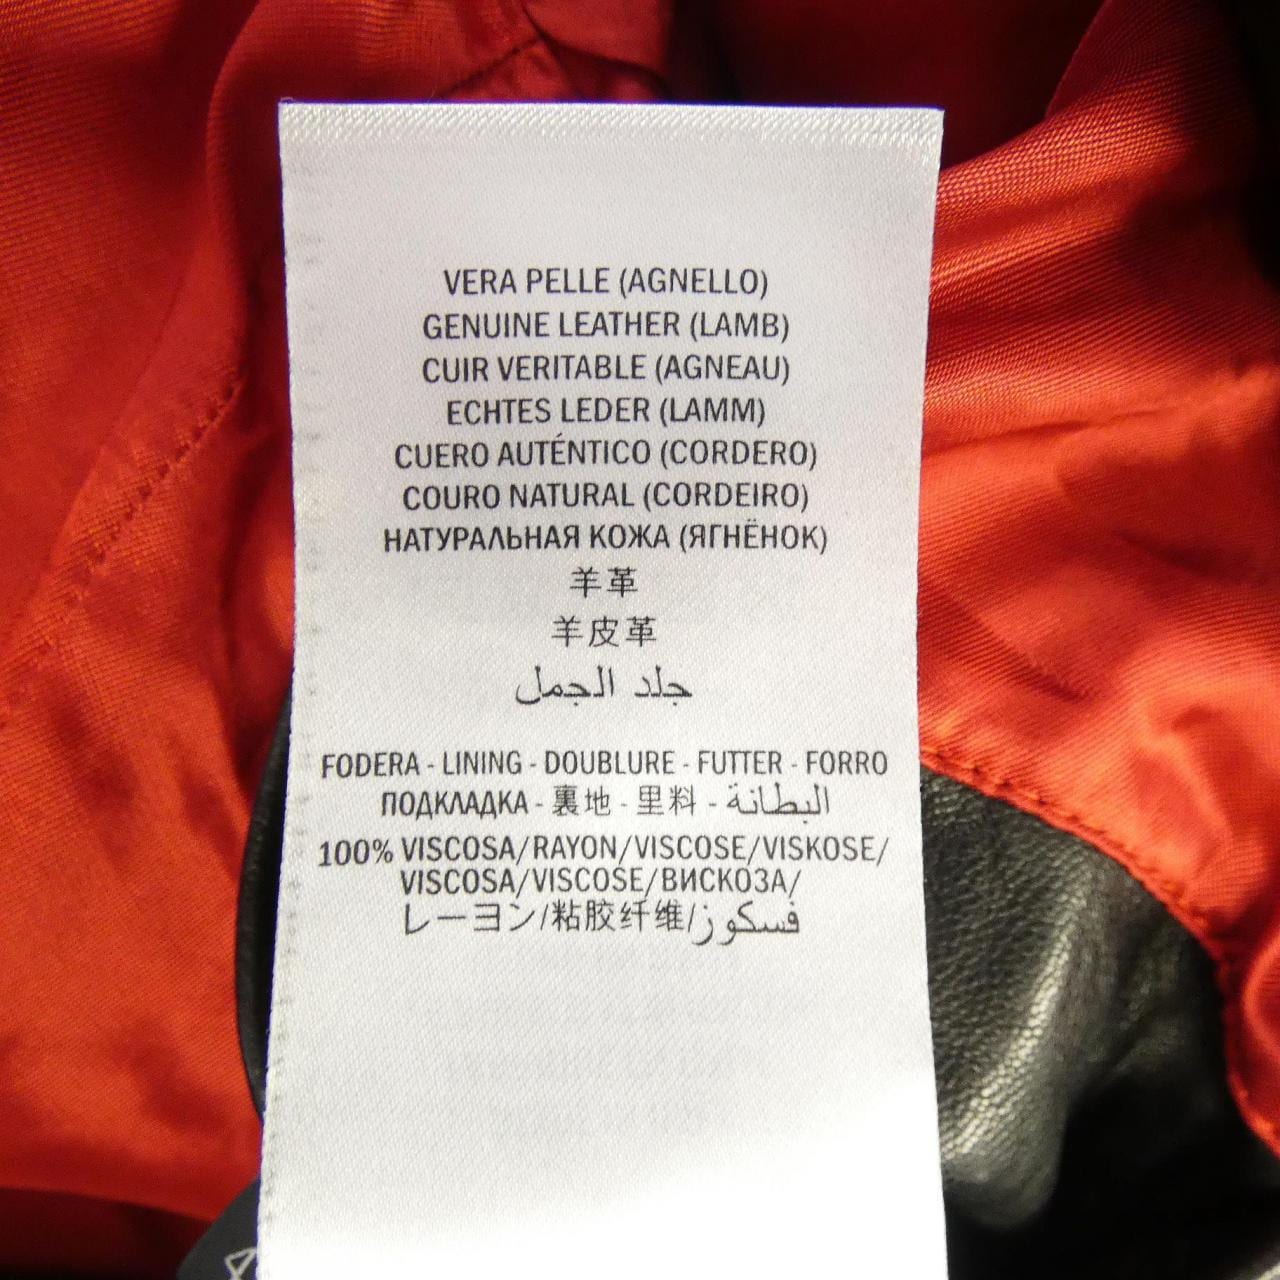 VERA PELLE (AGNELLO)
GENUINE LEATHER (LAMB)
CUIR VERITABLE (AGNEAU)
ECHTES LEDER (LAMM)
CUERO AUTÉNTICO (CORDERO)
COURO NATURAL (CORDEIRO)
НАТУРАЛЬНАЯ КОЖА (ЯГНЁНОК)
羊革
羊皮革
جلد الجمل
FODERA - LINING - DOUBLURE - FUTTER - FORRO
ПОДКЛАДКА - 裏地 - 里料 - البطانة
100% VISCOSA/RAYON/VISCOSE/VISKOSE/
VISCOSA/VISCOSE/ВИСКОЗА/
レーヨン/粘胶纤维/فسكوز